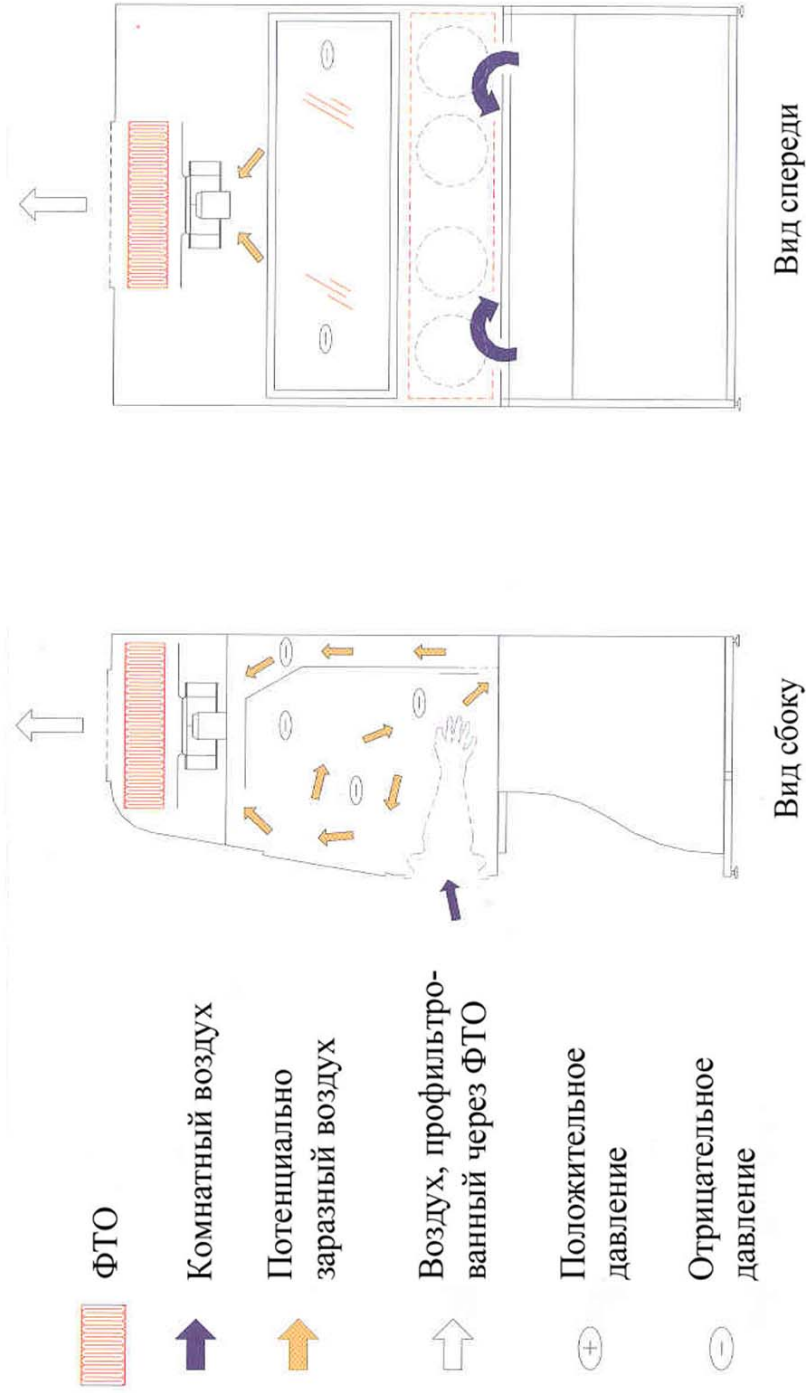 ФТО
Комнатный воздух
Потенциально
заразный воздух
Воздух, профильтро-
ванный через ФТО
+ Положительное
давление
- Отрицательное
давление
Вид сбоку
Вид спереди